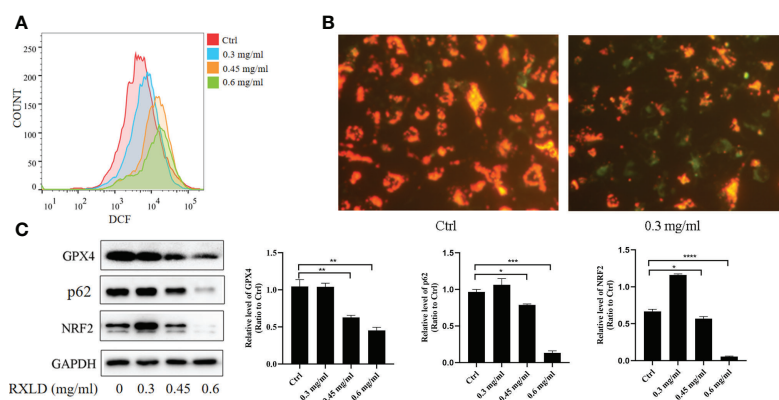 A
Ctrl
0.3 mg/ml
0.45 mg/ml
0.6 mg/ml
250
200
150
100
50
0
COUNT
10¹ 10² 10³ 10⁴ 10⁵
DCF
B
Ctrl
0.3 mg/ml
C
GPX4
p62
NRF2
GAPDH
RXLD (mg/ml) 0 0.3 0.45 0.6
Relative level of GPX4
(Ratio to Ctrl)
1.5
1.0
0.5
0.0
**
**
Ctrl
0.3 mg/ml
0.45 mg/ml
0.6 mg/ml
Relative level of p62
(Ratio to Ctrl)
1.5
1.0
0.5
0.0
***
*
Ctrl
0.3 mg/ml
0.45 mg/ml
0.6 mg/ml
Relative level of NRF2
(Ratio to Ctrl)
1.5
1.0
0.5
0.0
****
*
Ctrl
0.3 mg/ml
0.45 mg/ml
0.6 mg/ml